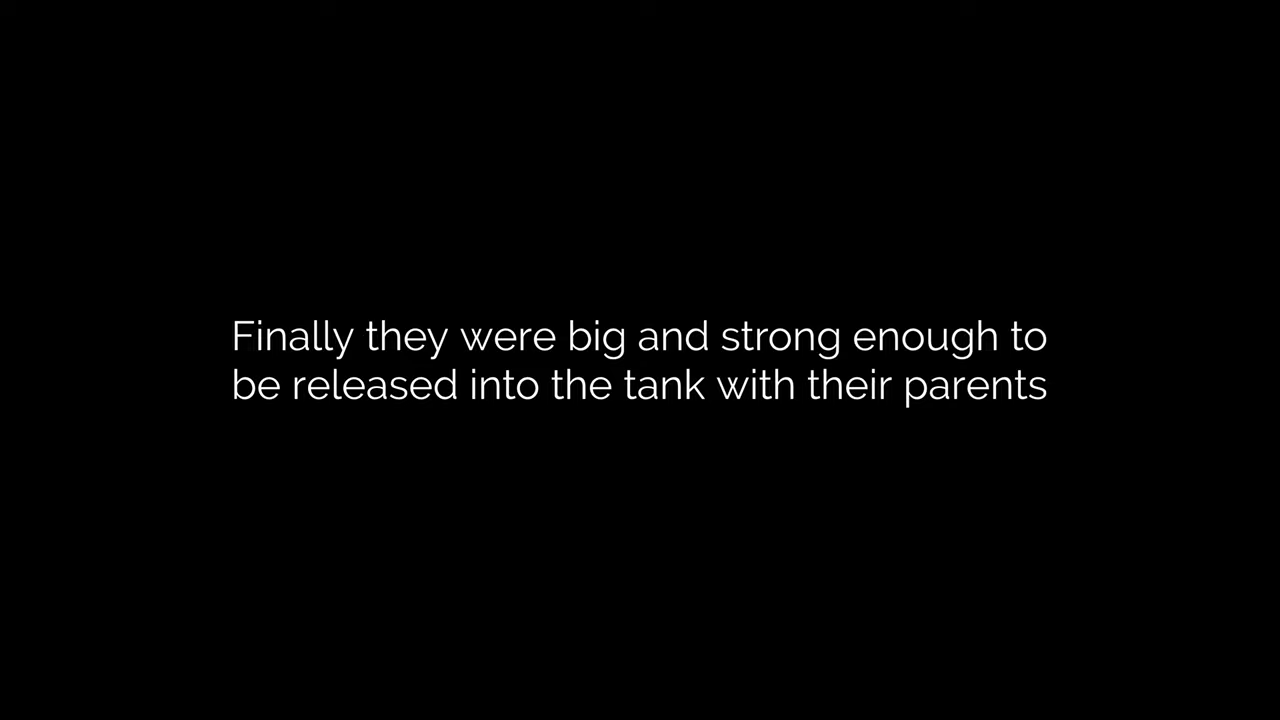 Finally they were big and strong enough to
be released into the tank with their parents